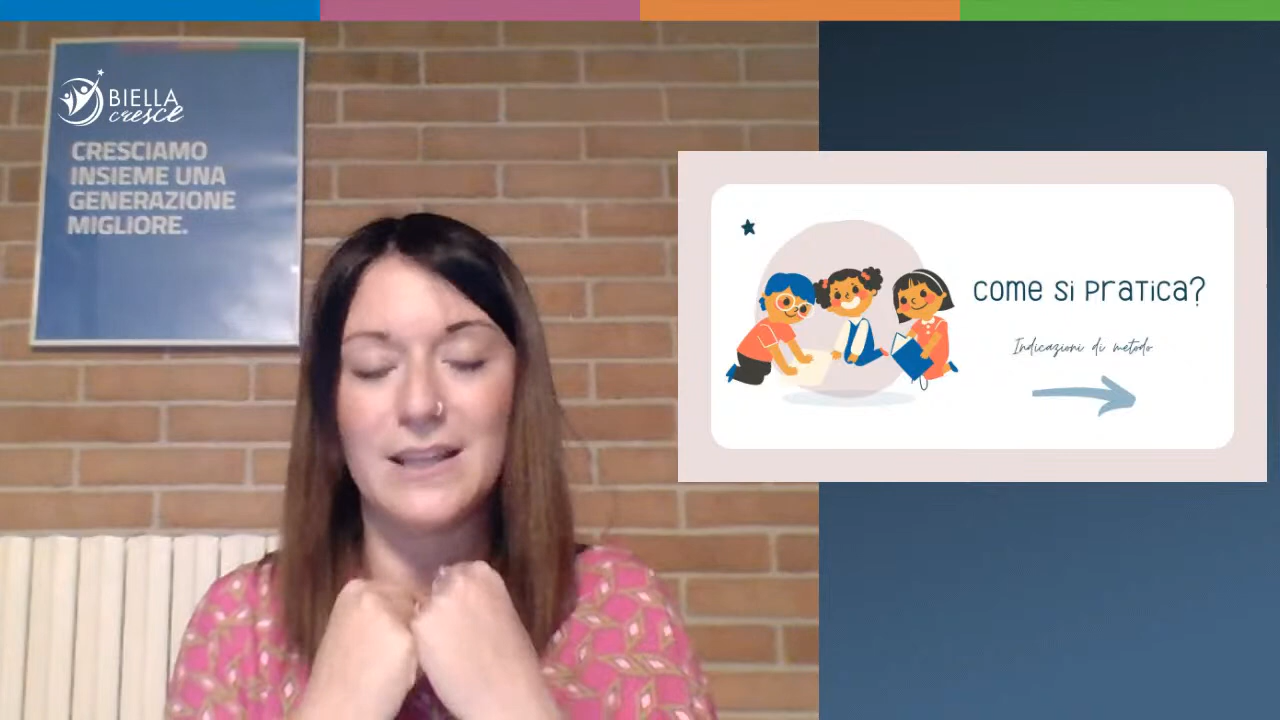 BIELLA
cresce
CRESCIAMO
INSIEME UNA
GENERAZIONE
MIGLIORE.
come si pratica?
Indicazioni di metodo